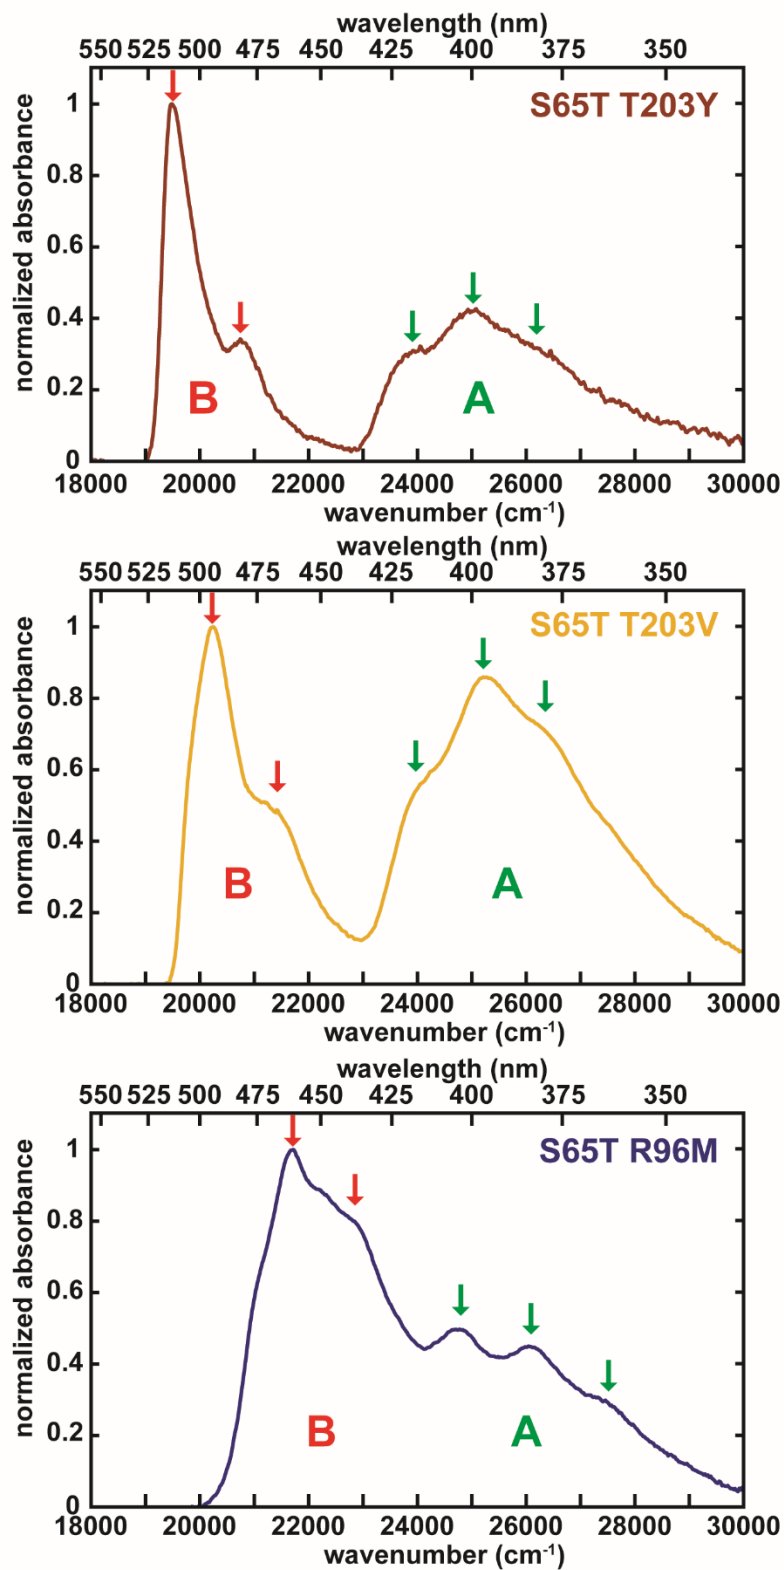 wavelength (nm)
550 525 500 475 450 425 400 375 350
normalized absorbance
1
0.8
0.6
0.4
0.2
0
S65T T203Y
B
A
18000 20000 22000 24000 26000 28000 30000
wavenumber (cm⁻¹)
wavelength (nm)
550 525 500 475 450 425 400 375 350
normalized absorbance
1
0.8
0.6
0.4
0.2
0
S65T T203V
B
A
18000 20000 22000 24000 26000 28000 30000
wavenumber (cm⁻¹)
wavelength (nm)
550 525 500 475 450 425 400 375 350
normalized absorbance
1
0.8
0.6
0.4
0.2
0
S65T R96M
B
A
18000 20000 22000 24000 26000 28000 30000
wavenumber (cm⁻¹)